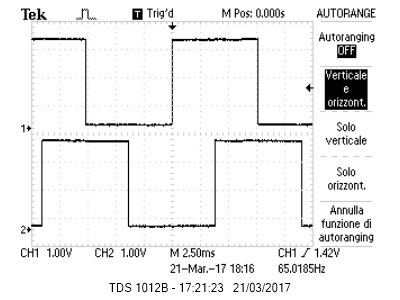 Tek T Trig'd M Pos: 0.000s AUTORANGE
Autoranging
OFF
Verticale
e
orizzont.
Solo
verticale
Solo
orizzont.
Annulla
funzione di
autoranging
1
2
CH1 1.00V CH2 1.00V M 2.50ms CH1 1.42V
21-Mar.-17 18:16 65.0185Hz
TDS 1012B - 17:21:23 21/03/2017